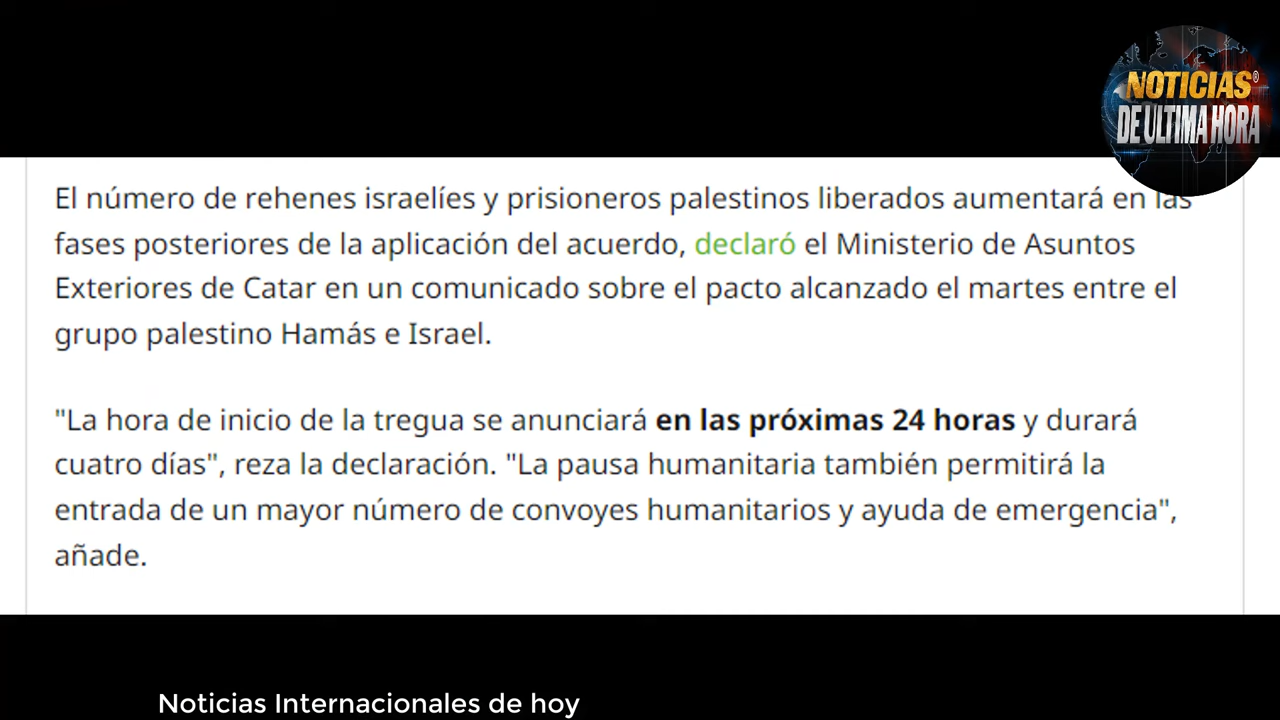 NOTICIAS®
DE ULTIMA HORA
El número de rehenes israelíes y prisioneros palestinos liberados aumentará en las
fases posteriores de la aplicación del acuerdo, declaró el Ministerio de Asuntos
Exteriores de Catar en un comunicado sobre el pacto alcanzado el martes entre el
grupo palestino Hamás e Israel.
"La hora de inicio de la tregua se anunciará en las próximas 24 horas y durará
cuatro días", reza la declaración. "La pausa humanitaria también permitirá la
entrada de un mayor número de convoyes humanitarios y ayuda de emergencia",
añade.
Noticias Internacionales de hoy